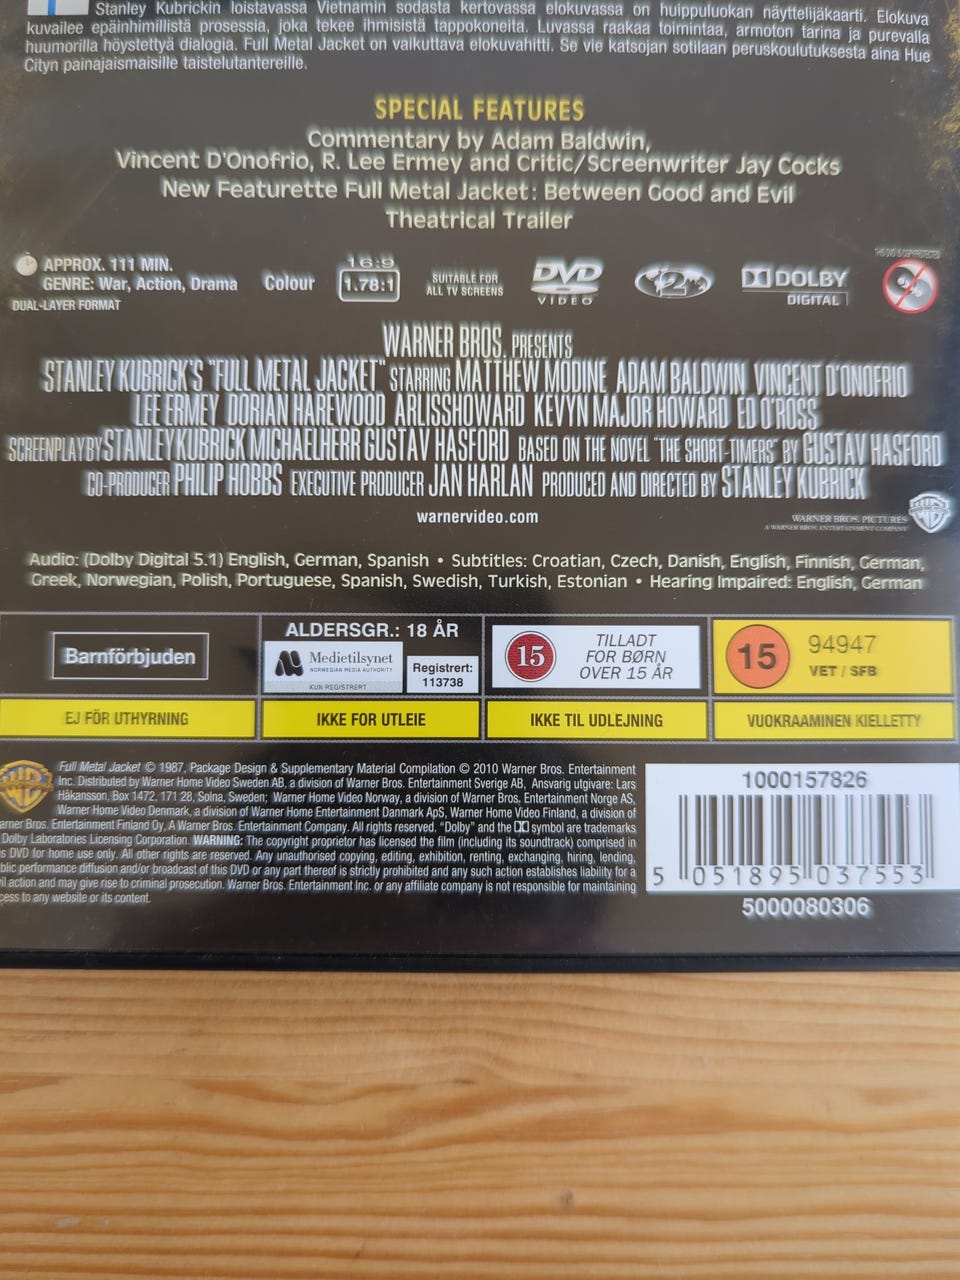 Stanley Kubrickin loistavassa Vietnamin sodasta kertovassa elokuvassa on huippuluokan näyttelijäkaarti. Elokuva
kuvailee epäinhimillistä prosessia, joka tekee ihmisistä tappokoneita. Luvassa raakaa toimintaa, armoton tarina ja purevalla
huumorilla höystettyä dialogia. Full Metal Jacket on vaikuttava elokuvahitti. Se vie katsojan sotilaan peruskoulutuksesta aina Hue
Cityn painajaismaisille taistelutantereille.
SPECIAL FEATURES
Commentary by Adam Baldwin,
Vincent D'Onofrio, R. Lee Ermey and Critic/Screenwriter Jay Cocks
New Featurette Full Metal Jacket: Between Good and Evil
Theatrical Trailer
APPROX. 111 MIN.
GENRE: War, Action, Drama
DUAL-LAYER FORMAT
Colour
16:9
1.78:1
SUITABLE FOR
ALL TV SCREENS
DVD
VIDEO
2
DOLBY
DIGITAL
THIS DVD IS COPY PROTECTED
WARNER BROS. PRESENTS
STANLEY KUBRICK'S "FULL METAL JACKET" STARRING MATTHEW MODINE ADAM BALDWIN VINCENT D'ONOFRIO
LEE ERMEY DORIAN HAREWOOD ARLISSHOWARD KEVYN MAJOR HOWARD ED O'ROSS
SCREENPLAY BY STANLEY KUBRICK MICHAELHERR GUSTAV HASFORD BASED ON THE NOVEL "THE SHORT-TIMERS" BY GUSTAV HASFORD
CO-PRODUCER PHILIP HOBBS EXECUTIVE PRODUCER JAN HARLAN PRODUCED AND DIRECTED BY STANLEY KUBRICK
warnervideo.com
WARNER BROS. PICTURES
A WARNER BROS. ENTERTAINMENT COMPANY
Audio: (Dolby Digital 5.1) English, German, Spanish • Subtitles: Croatian, Czech, Danish, English, Finnish, German,
Greek, Norwegian, Polish, Portuguese, Spanish, Swedish, Turkish, Estonian • Hearing Impaired: English, German
Barnförbjuden
EJ FÖR UTHYRNING
ALDERSGR.: 18 ÅR
Medietilsynet
NORWEGIAN MEDIA AUTHORITY
KUN REGISTRERT
Registrert:
113738
IKKE FOR UTLEIE
15
TILLADT
FOR BØRN
OVER 15 ÅR
IKKE TIL UDLEJNING
15
94947
VET / SFB
VUOKRAAMINEN KIELLETTY
Full Metal Jacket © 1987, Package Design & Supplementary Material Compilation © 2010 Warner Bros. Entertainment
Inc. Distributed by Warner Home Video Sweden AB, a division of Warner Bros. Entertainment Sverige AB, Ansvarig utgivare: Lars
Håkansson, Box 1472, 171 28, Solna, Sweden; Warner Home Video Norway, a division of Warner Bros. Entertainment Norge AS,
Warner Home Video Denmark, a division of Warner Home Entertainment Danmark ApS, Warner Home Video Finland, a division of
arner Bros. Entertainment Finland Oy, A Warner Bros. Entertainment Company. All rights reserved. "Dolby" and the symbol are trademarks
Dolby Laboratories Licensing Corporation. WARNING: The copyright proprietor has licensed the film (including its soundtrack) comprised in
s DVD for home use only. All other rights are reserved. Any unauthorised copying, editing, exhibition, renting, exchanging, hiring, lending,
blic performance diffusion and/or broadcast of this DVD or any part thereof is strictly prohibited and any such action establishes liability for a
il action and may give rise to criminal prosecution. Warner Bros. Entertainment Inc. or any affiliate company is not responsible for maintaining
cess to any website or its content.
1000157826
5 051895 037553
5000080306